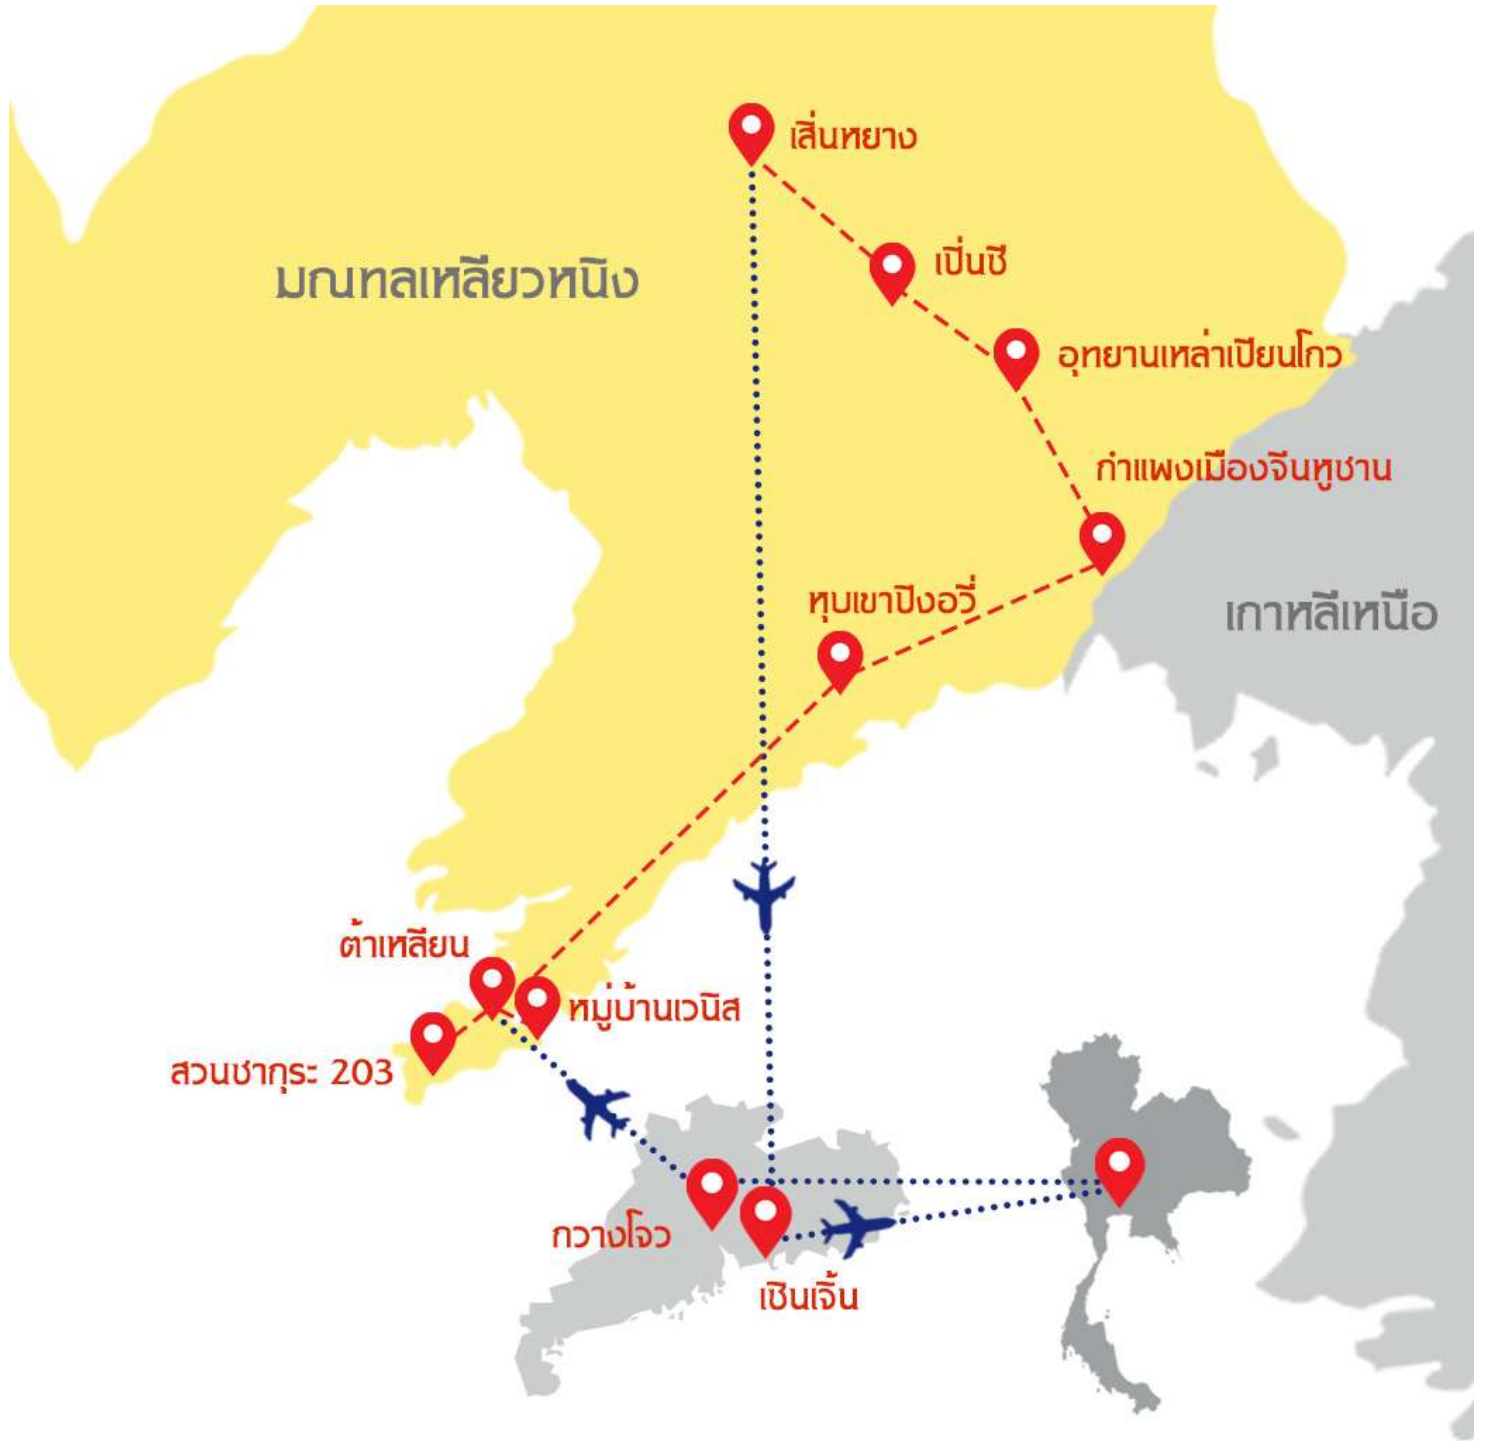 เสิ่นหยาง
เปิ่นซี
มณฑลเหลียวหนิง
อุทยานเหล่าเปียนโกว
กำแพงเมืองจีนหูชาน
หุบเขาปิงอวี่
เกาหลีเหนือ
ต้าเหลียน
หมู่บ้านเวนิส
สวนซากุระ 203
กวางโจว
เซินเจิ้น